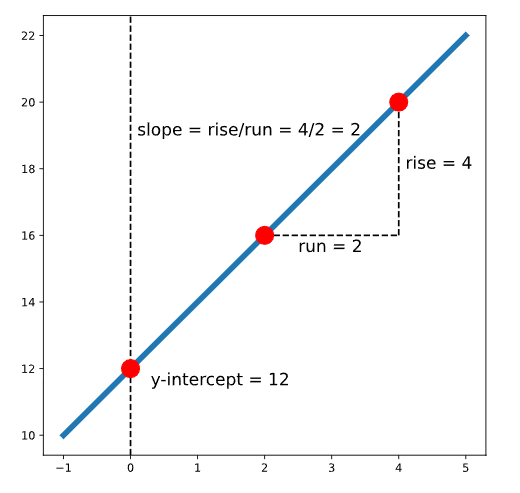 22
20
slope = rise/run = 4/2 = 2
18
rise = 4
16
run = 2
14
12
y-intercept = 12
10
−1 0 1 2 3 4 5